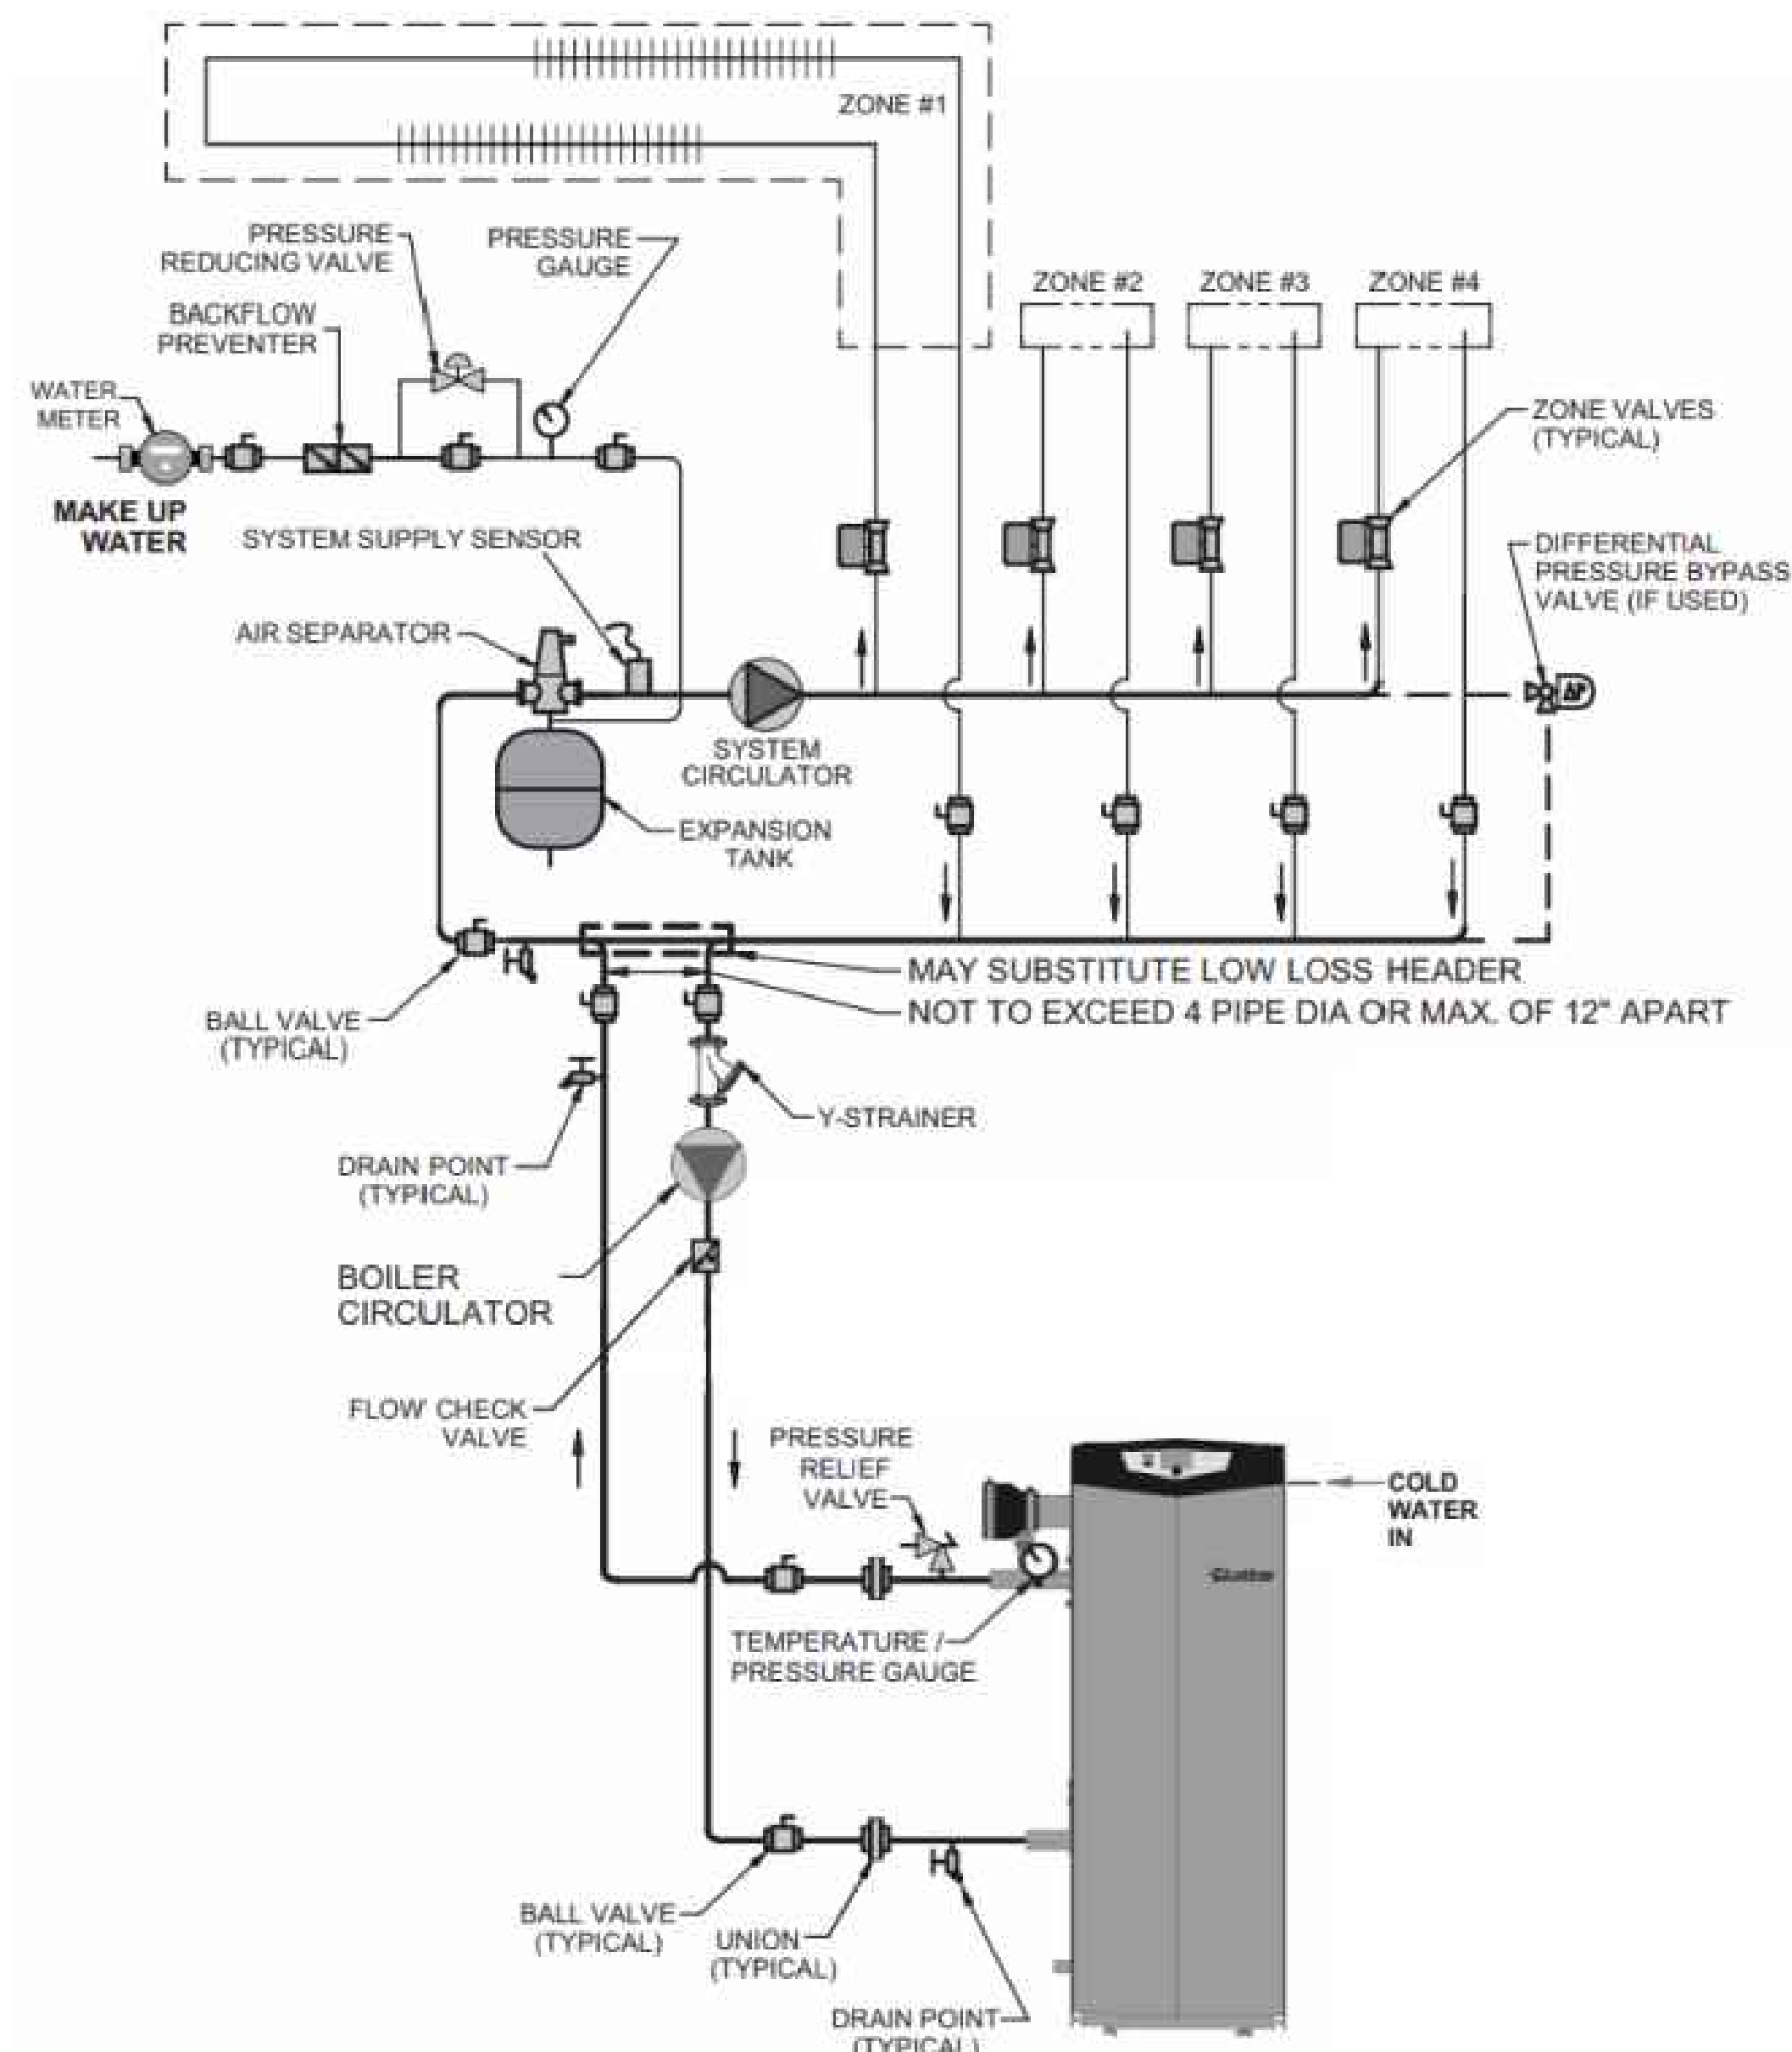 ZONE #1
PRESSURE
REDUCING VALVE
PRESSURE
GAUGE
BACKFLOW
PREVENTER
ZONE #2
ZONE #3
ZONE #4
WATER
METER
ZONE VALVES
(TYPICAL)
MAKE UP
WATER
SYSTEM SUPPLY SENSOR
DIFFERENTIAL
PRESSURE BYPASS
VALVE (IF USED)
AIR SEPARATOR
ΔP
SYSTEM
CIRCULATOR
EXPANSION
TANK
MAY SUBSTITUTE LOW LOSS HEADER
NOT TO EXCEED 4 PIPE DIA OR MAX. OF 12" APART
BALL VALVE
(TYPICAL)
Y-STRAINER
DRAIN POINT
(TYPICAL)
BOILER
CIRCULATOR
FLOW CHECK
VALVE
PRESSURE
RELIEF
VALVE
COLD
WATER
IN
TEMPERATURE /
PRESSURE GAUGE
BALL VALVE
(TYPICAL)
UNION
(TYPICAL)
DRAIN POINT
(TYPICAL)